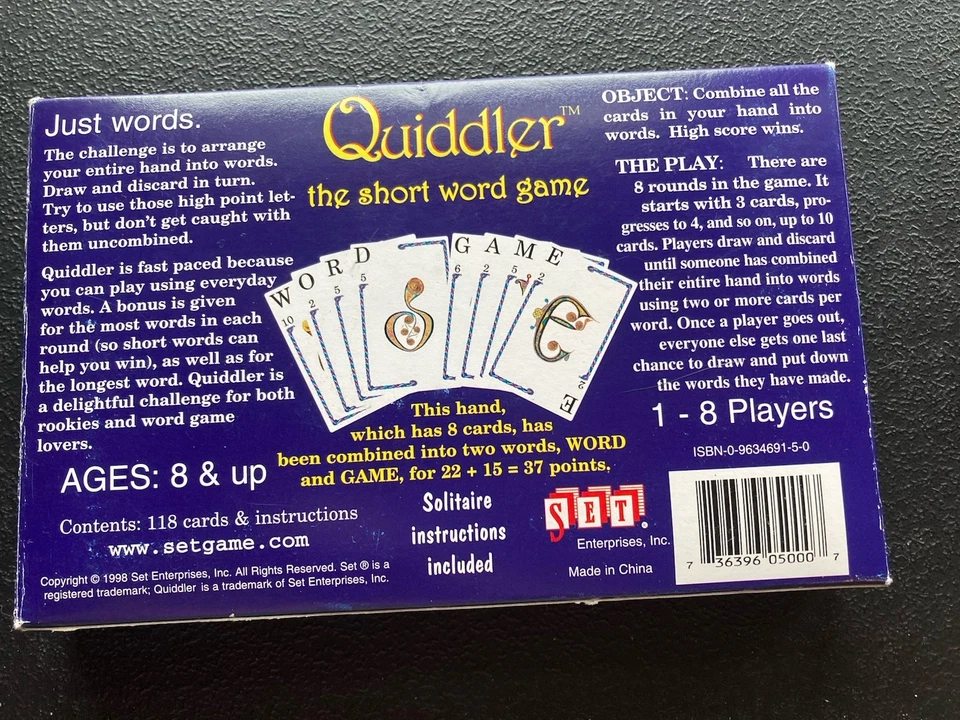 Just words.
The challenge is to arrange
your entire hand into words.
Draw and discard in turn.
Try to use those high point let-
ters, but don't get caught with
them uncombined.
Quiddler is fast paced because
you can play using everyday
words. A bonus is given
for the most words in each
round (so short words can
help you win), as well as for
the longest word. Quiddler is
a delightful challenge for both
rookies and word game
lovers.
AGES: 8 & up
Contents: 118 cards & instructions
www.setgame.com
Copyright © 1998 Set Enterprises, Inc. All Rights Reserved. Set ® is a
registered trademark; Quiddler is a trademark of Set Enterprises, Inc.
Quiddler™
the short word game
W O R D G A M E
10 2 5 5 6 2 5 2
d e
E
2
This hand,
which has 8 cards, has
been combined into two words, WORD
and GAME, for 22 + 15 = 37 points.
Solitaire
instructions
included
SET®
Enterprises, Inc.
Made in China
OBJECT: Combine all the
cards in your hand into
words. High score wins.
THE PLAY: There are
8 rounds in the game. It
starts with 3 cards, pro-
gresses to 4, and so on, up to 10
cards. Players draw and discard
until someone has combined
their entire hand into words
using two or more cards per
word. Once a player goes out,
everyone else gets one last
chance to draw and put down
the words they have made.
1 - 8 Players
ISBN-0-9634691-5-0
7 36396 05000 7